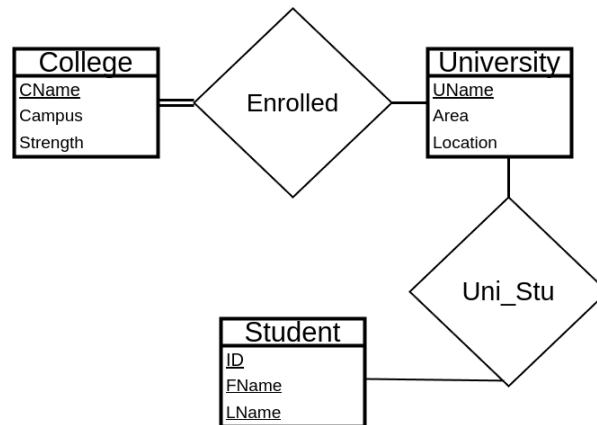 College
CName
Campus
Strength
Enrolled
University
UName
Area
Location
Uni_Stu
Student
ID
FName
LName